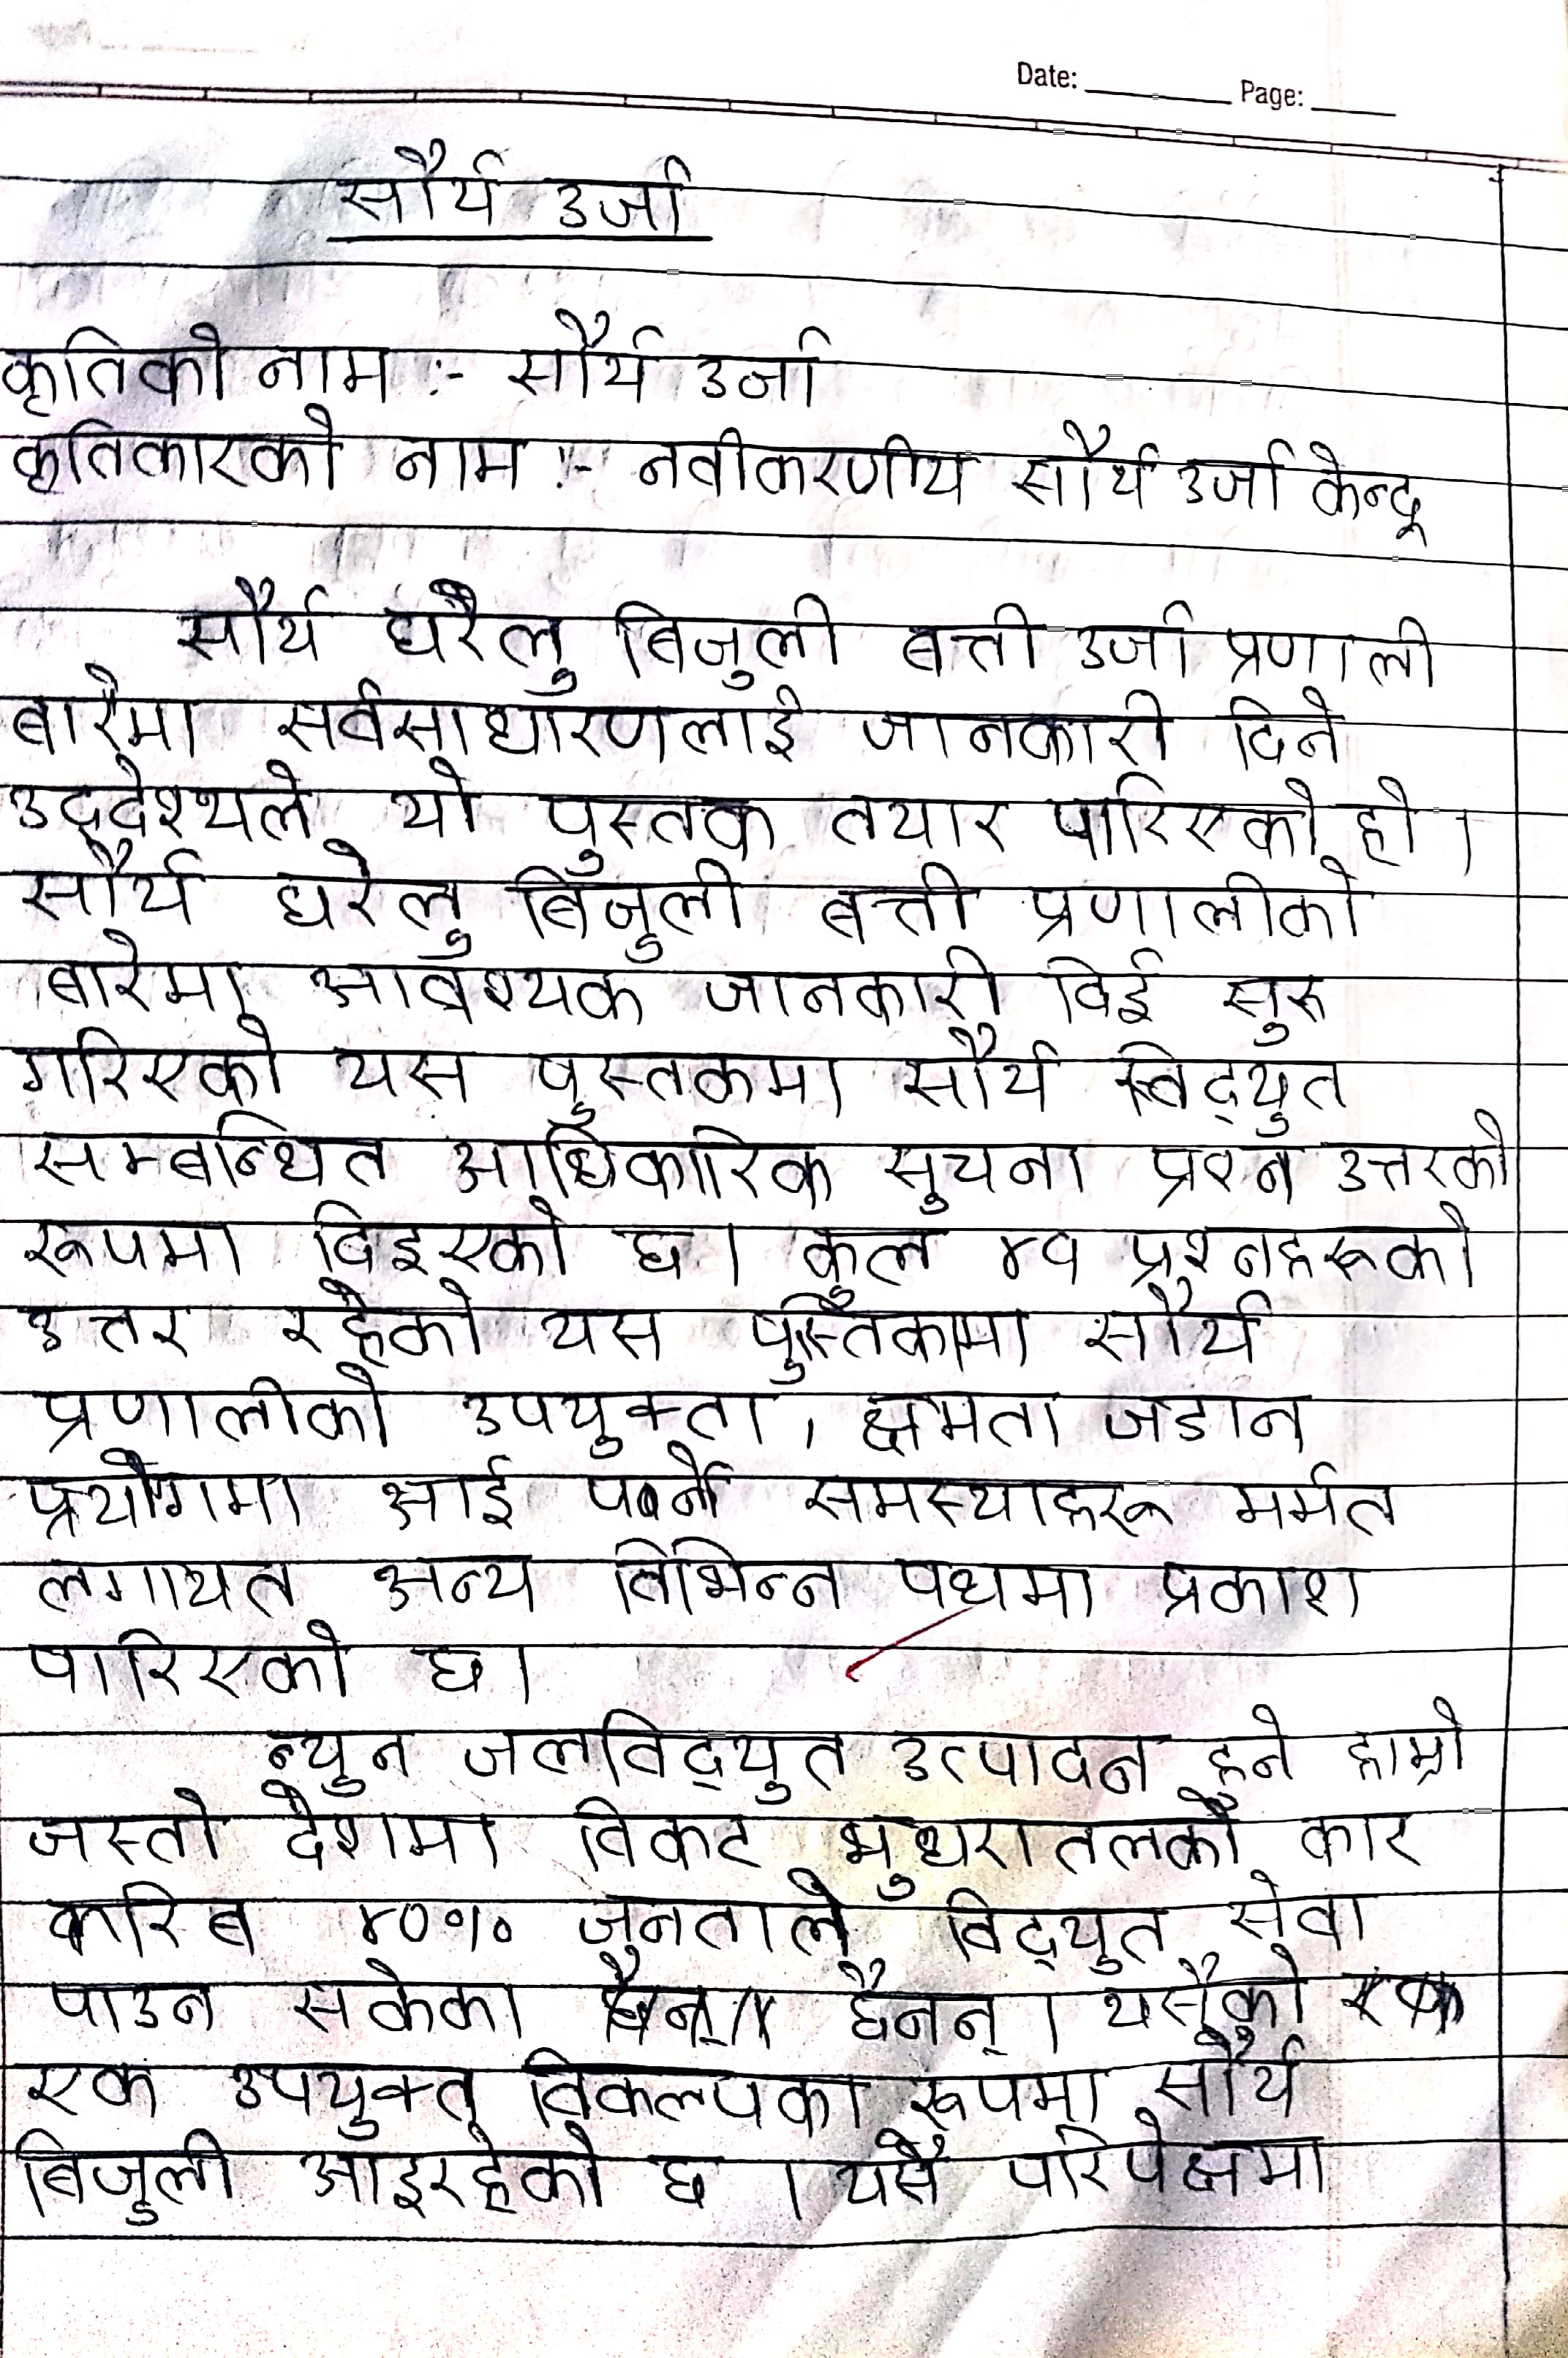 Date: ______ Page: ____
सौर्य उर्जा
कृतिको नाम :- सौर्य उर्जा
कृतिकारको नाम :- नवीकरणीय सौर्य उर्जा केन्द्र
सौर्य घरेलु बिजुली बत्ती उर्जा प्रणाली
बारेमा सर्वसाधारणलाई जानकारी दिने
उद्देश्यले यो पुस्तक तयार पारिएको हो ।
सौर्य घरेलु बिजुली बत्ती प्रणालीको
बारेमा आवश्यक जानकारी दिई सुरु
गरिएको यस पुस्तकमा सौर्य विद्युत
सम्बन्धित आधिकारिक सुचना प्रश्न उत्तरको
रूपमा दिइएको छ । कुल ४१ प्रश्नहरूको
उत्तर रहेको यस पुस्तिकामा सौर्य
प्रणालीको उपयुक्ता, क्षमता जडान
प्रयोगमा आई पर्ने समस्याहरू मर्मत
लगायत अन्य विभिन्न पक्षमा प्रकाश
पारिएको छ ।
न्युन जलविद्युत उत्पादन हुने हाम्रो
जस्तो देशमा विकट भुधरातलको कार
करिब ४०% जनताले विद्युत सेवा
पाउन सकेका छैनन् । यसैको
एक उपयुक्त विकल्पका रूपमा सौर्य
बिजुली आइरहेको छ । यसै परिपेक्षमा